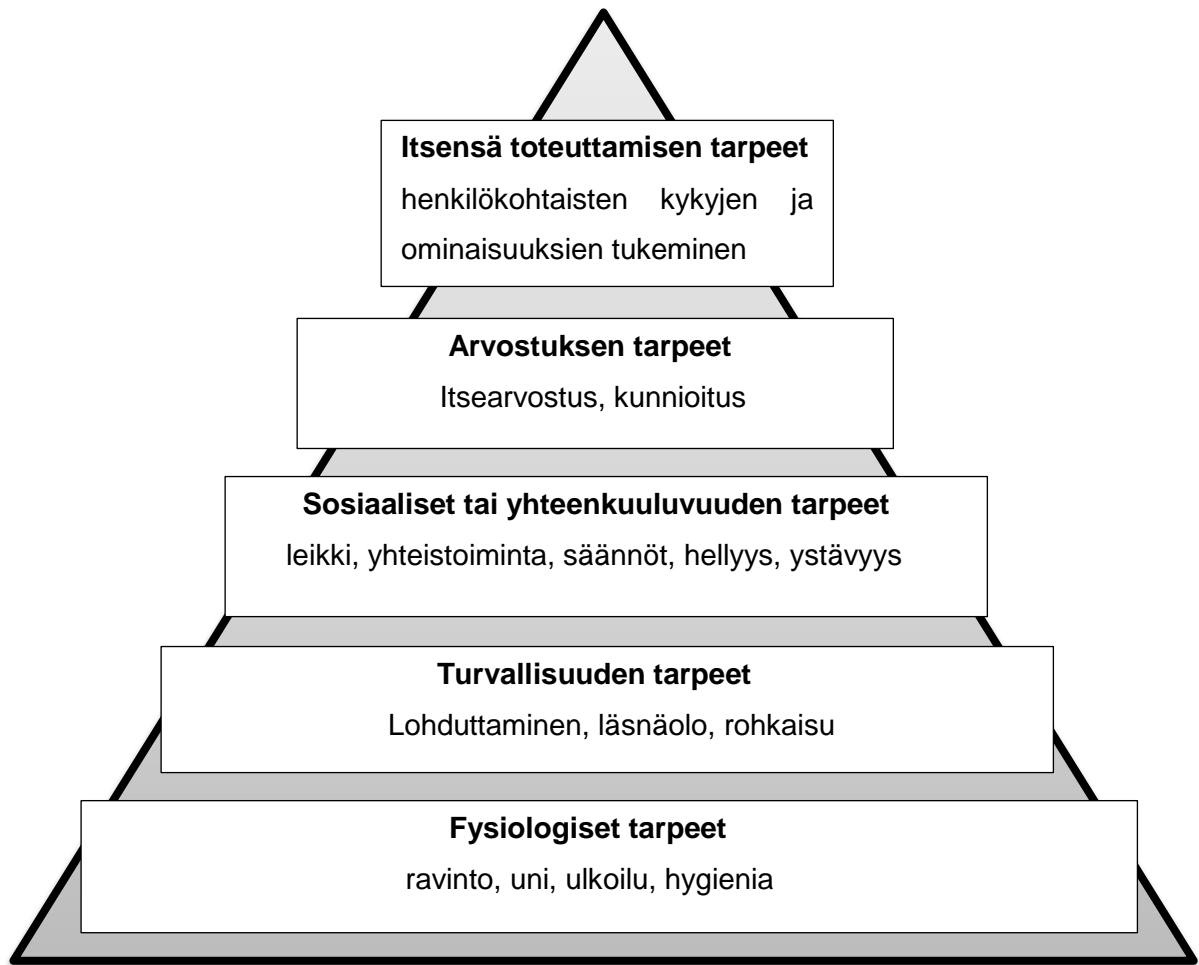 Itsensä toteuttamisen tarpeet
henkilökohtaisten kykyjen ja
ominaisuuksien tukeminen
Arvostuksen tarpeet
Itsearvostus, kunnioitus
Sosiaaliset tai yhteenkuuluvuuden tarpeet
leikki, yhteistoiminta, säännöt, hellyys, ystävyys
Turvallisuuden tarpeet
Lohduttaminen, läsnäolo, rohkaisu
Fysiologiset tarpeet
ravinto, uni, ulkoilu, hygienia